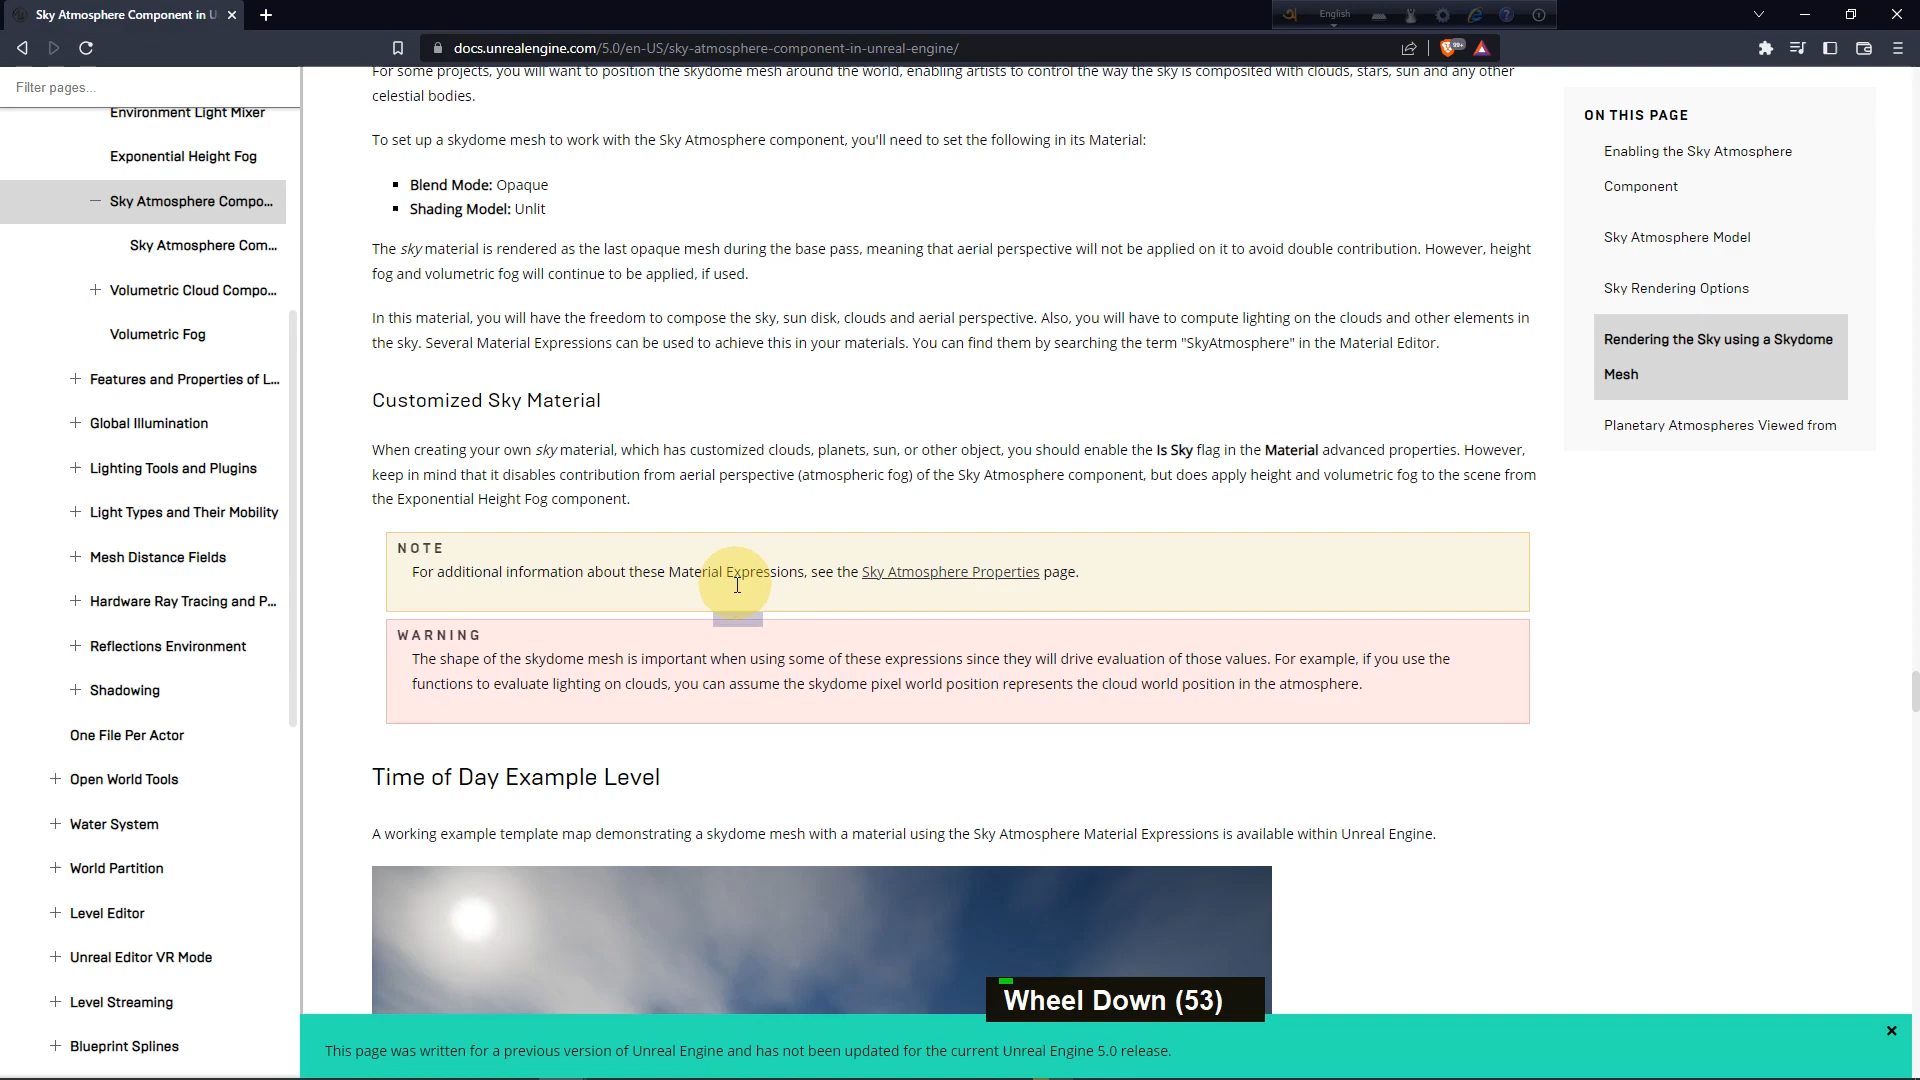 Sky Atmosphere Component in U
English
docs.unrealengine.com/5.0/en-US/sky-atmosphere-component-in-unreal-engine/
99+
Filter pages...
Environment Light Mixer
Exponential Height Fog
Sky Atmosphere Compo...
Sky Atmosphere Com...
Volumetric Cloud Compo...
Volumetric Fog
Features and Properties of L...
Global Illumination
Lighting Tools and Plugins
Light Types and Their Mobility
Mesh Distance Fields
Hardware Ray Tracing and P...
Reflections Environment
Shadowing
One File Per Actor
Open World Tools
Water System
World Partition
Level Editor
Unreal Editor VR Mode
Level Streaming
Blueprint Splines
For some projects, you will want to position the skydome mesh around the world, enabling artists to control the way the sky is composited with clouds, stars, sun and any other
celestial bodies.
To set up a skydome mesh to work with the Sky Atmosphere component, you'll need to set the following in its Material:
Blend Mode: Opaque
Shading Model: Unlit
The sky material is rendered as the last opaque mesh during the base pass, meaning that aerial perspective will not be applied on it to avoid double contribution. However, height
fog and volumetric fog will continue to be applied, if used.
In this material, you will have the freedom to compose the sky, sun disk, clouds and aerial perspective. Also, you will have to compute lighting on the clouds and other elements in
the sky. Several Material Expressions can be used to achieve this in your materials. You can find them by searching the term "SkyAtmosphere" in the Material Editor.
Customized Sky Material
When creating your own sky material, which has customized clouds, planets, sun, or other object, you should enable the Is Sky flag in the Material advanced properties. However,
keep in mind that it disables contribution from aerial perspective (atmospheric fog) of the Sky Atmosphere component, but does apply height and volumetric fog to the scene from
the Exponential Height Fog component.
NOTE
For additional information about these Material Expressions, see the Sky Atmosphere Properties page.
WARNING
The shape of the skydome mesh is important when using some of these expressions since they will drive evaluation of those values. For example, if you use the
functions to evaluate lighting on clouds, you can assume the skydome pixel world position represents the cloud world position in the atmosphere.
Time of Day Example Level
A working example template map demonstrating a skydome mesh with a material using the Sky Atmosphere Material Expressions is available within Unreal Engine.
Wheel Down (53)
This page was written for a previous version of Unreal Engine and has not been updated for the current Unreal Engine 5.0 release.
ON THIS PAGE
Enabling the Sky Atmosphere
Component
Sky Atmosphere Model
Sky Rendering Options
Rendering the Sky using a Skydome
Mesh
Planetary Atmospheres Viewed from